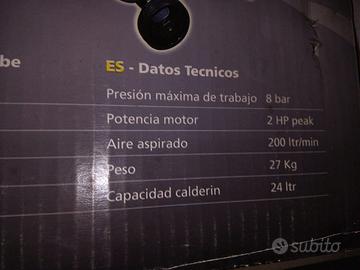 be
ES - Datos Tecnicos
Presión máxima de trabajo 8 bar
Potencia motor 2 HP peak
Aire aspirado 200 ltr/min
Peso 27 Kg
Capacidad calderin 24 ltr
subito